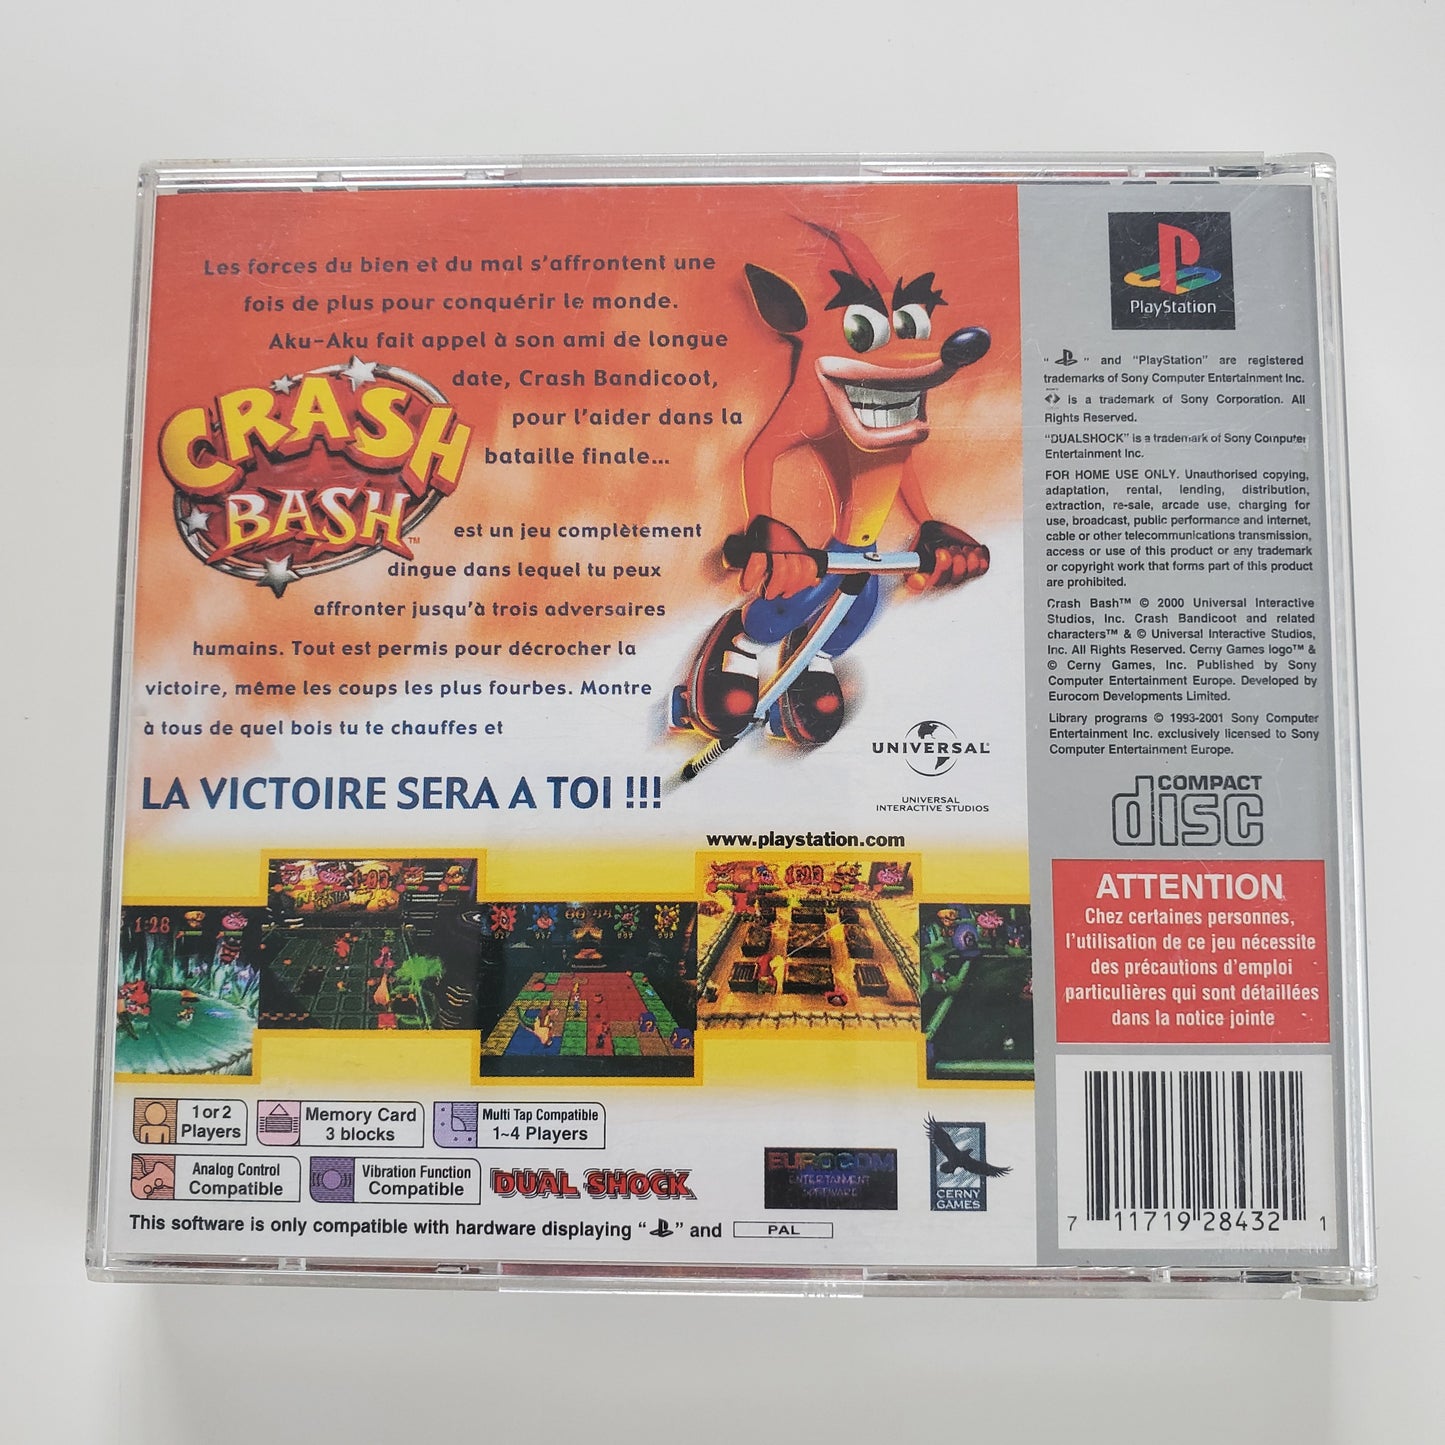 Les forces du bien et du mal s'affrontent une
fois de plus pour conquérir le monde.
Aku-Aku fait appel à son ami de longue
date, Crash Bandicoot,
pour l'aider dans la
bataille finale...
CRASH
BASH™
est un jeu complètement
dingue dans lequel tu peux
affronter jusqu'à trois adversaires
humains. Tout est permis pour décrocher la
victoire, même les coups les plus fourbes. Montre
à tous de quel bois tu te chauffes et
LA VICTOIRE SERA A TOI !!!
UNIVERSAL
UNIVERSAL
INTERACTIVE STUDIOS
www.playstation.com
1:28
1 or 2
Players
Memory Card
3 blocks
Multi Tap Compatible
1~4 Players
Analog Control
Compatible
Vibration Function
Compatible
DUAL SHOCK
EUROCOM
ENTERTAINMENT
SOFTWARE
CERNY
GAMES
This software is only compatible with hardware displaying " " and PAL
PlayStation
" " and "PlayStation" are registered
trademarks of Sony Computer Entertainment Inc.
is a trademark of Sony Corporation. All
Rights Reserved.
"DUALSHOCK" is a trademark of Sony Computer
Entertainment Inc.
FOR HOME USE ONLY. Unauthorised copying,
adaptation, rental, lending, distribution,
extraction, re-sale, arcade use, charging for
use, broadcast, public performance and internet,
cable or other telecommunications transmission,
access or use of this product or any trademark
or copyright work that forms part of this product
are prohibited.
Crash Bash™ © 2000 Universal Interactive
Studios, Inc. Crash Bandicoot and related
characters™ & © Universal Interactive Studios,
Inc. All Rights Reserved. Cerny Games logo™ &
© Cerny Games, Inc. Published by Sony
Computer Entertainment Europe. Developed by
Eurocom Developments Limited.
Library programs © 1993-2001 Sony Computer
Entertainment Inc. exclusively licensed to Sony
Computer Entertainment Europe.
COMPACT
disc
ATTENTION
Chez certaines personnes,
l'utilisation de ce jeu nécessite
des précautions d'emploi
particulières qui sont détaillées
dans la notice jointe
7 11719 28432 1